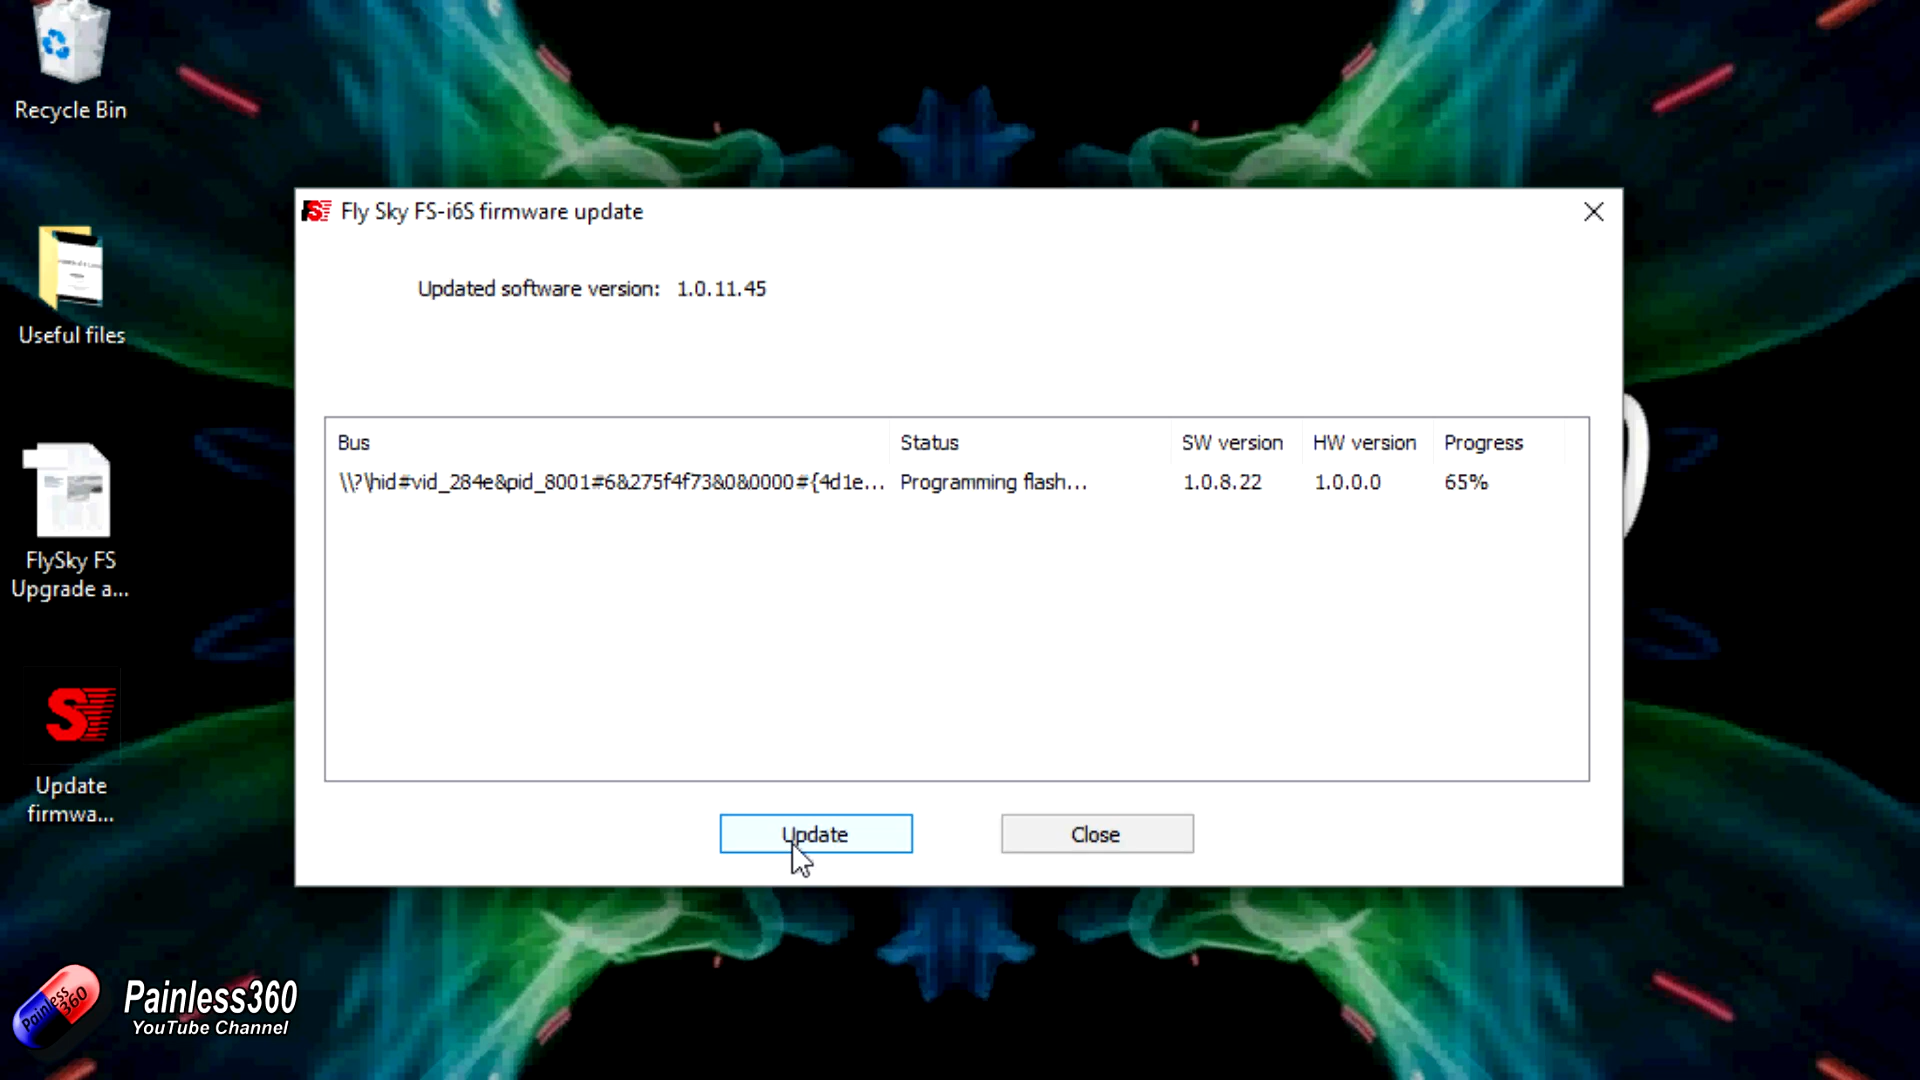 Recycle Bin
Useful files
FlySky FS
Upgrade a...
Update
firmwa...
Fly Sky FS-i6S firmware update
Updated software version: 1.0.11.45
Bus Status SW version HW version Progress
\\?\hid#vid_284e&pid_8001#6&275f4f73&0&0000#{4d1e... Programming flash... 1.0.8.22 1.0.0.0 65%
Update Close
Painless360
Painless360
YouTube Channel